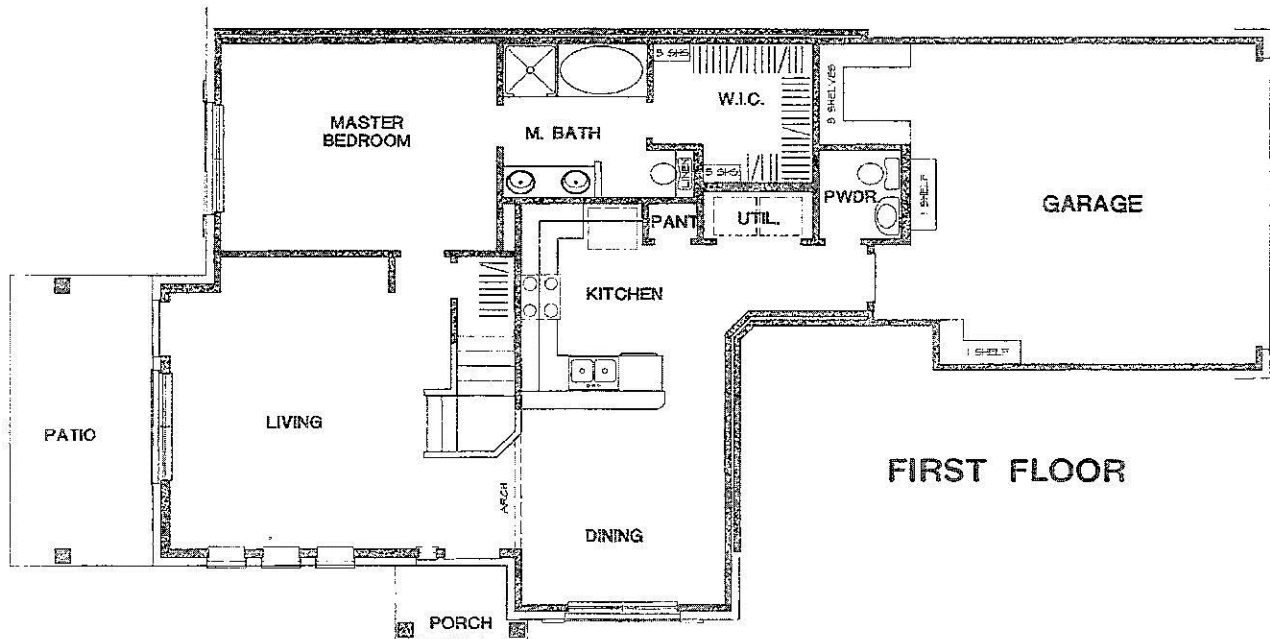 5 SHS
W.I.C.
5 SHELVES
MASTER
BEDROOM
M. BATH
LINEN
5 SHS
PWDR.
1 SHELF
GARAGE
PANT
UTIL.
KITCHEN
1 SHELF
PATIO
LIVING
ARCH
FIRST FLOOR
DINING
PORCH